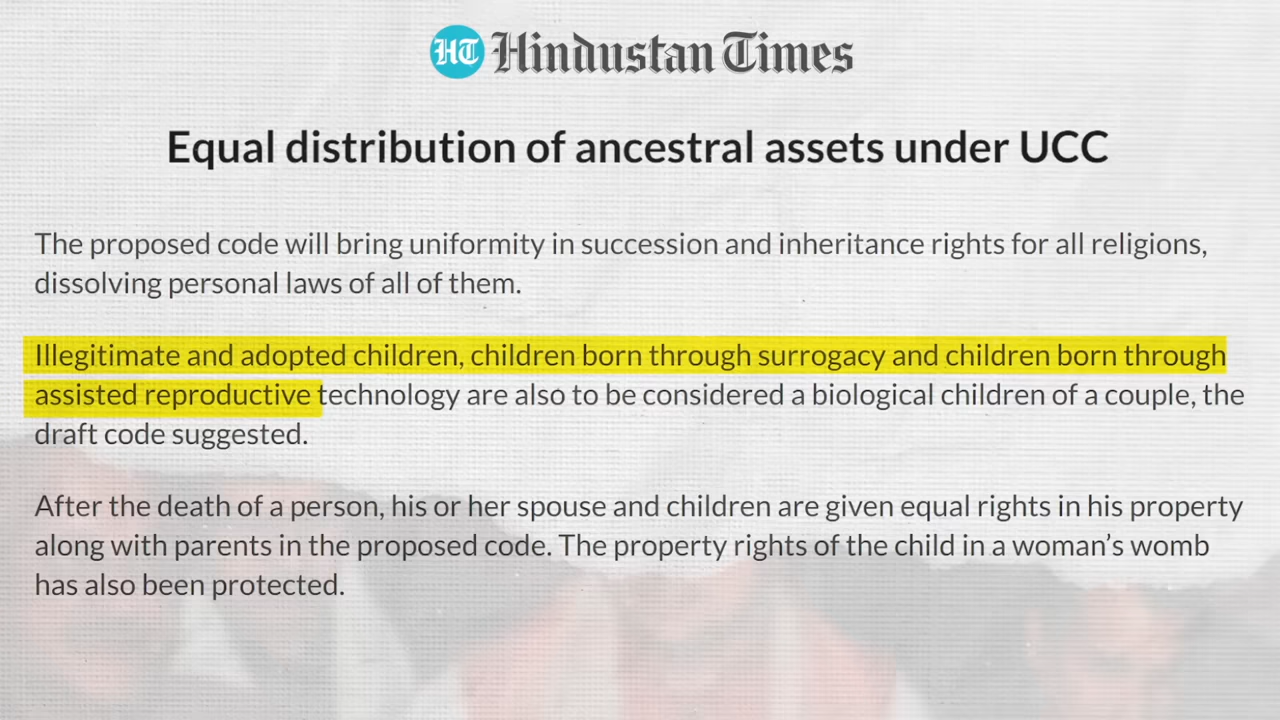 HT Hindustan Times
Equal distribution of ancestral assets under UCC
The proposed code will bring uniformity in succession and inheritance rights for all religions,
dissolving personal laws of all of them.
Illegitimate and adopted children, children born through surrogacy and children born through
assisted reproductive technology are also to be considered a biological children of a couple, the
draft code suggested.
After the death of a person, his or her spouse and children are given equal rights in his property
along with parents in the proposed code. The property rights of the child in a woman’s womb
has also been protected.